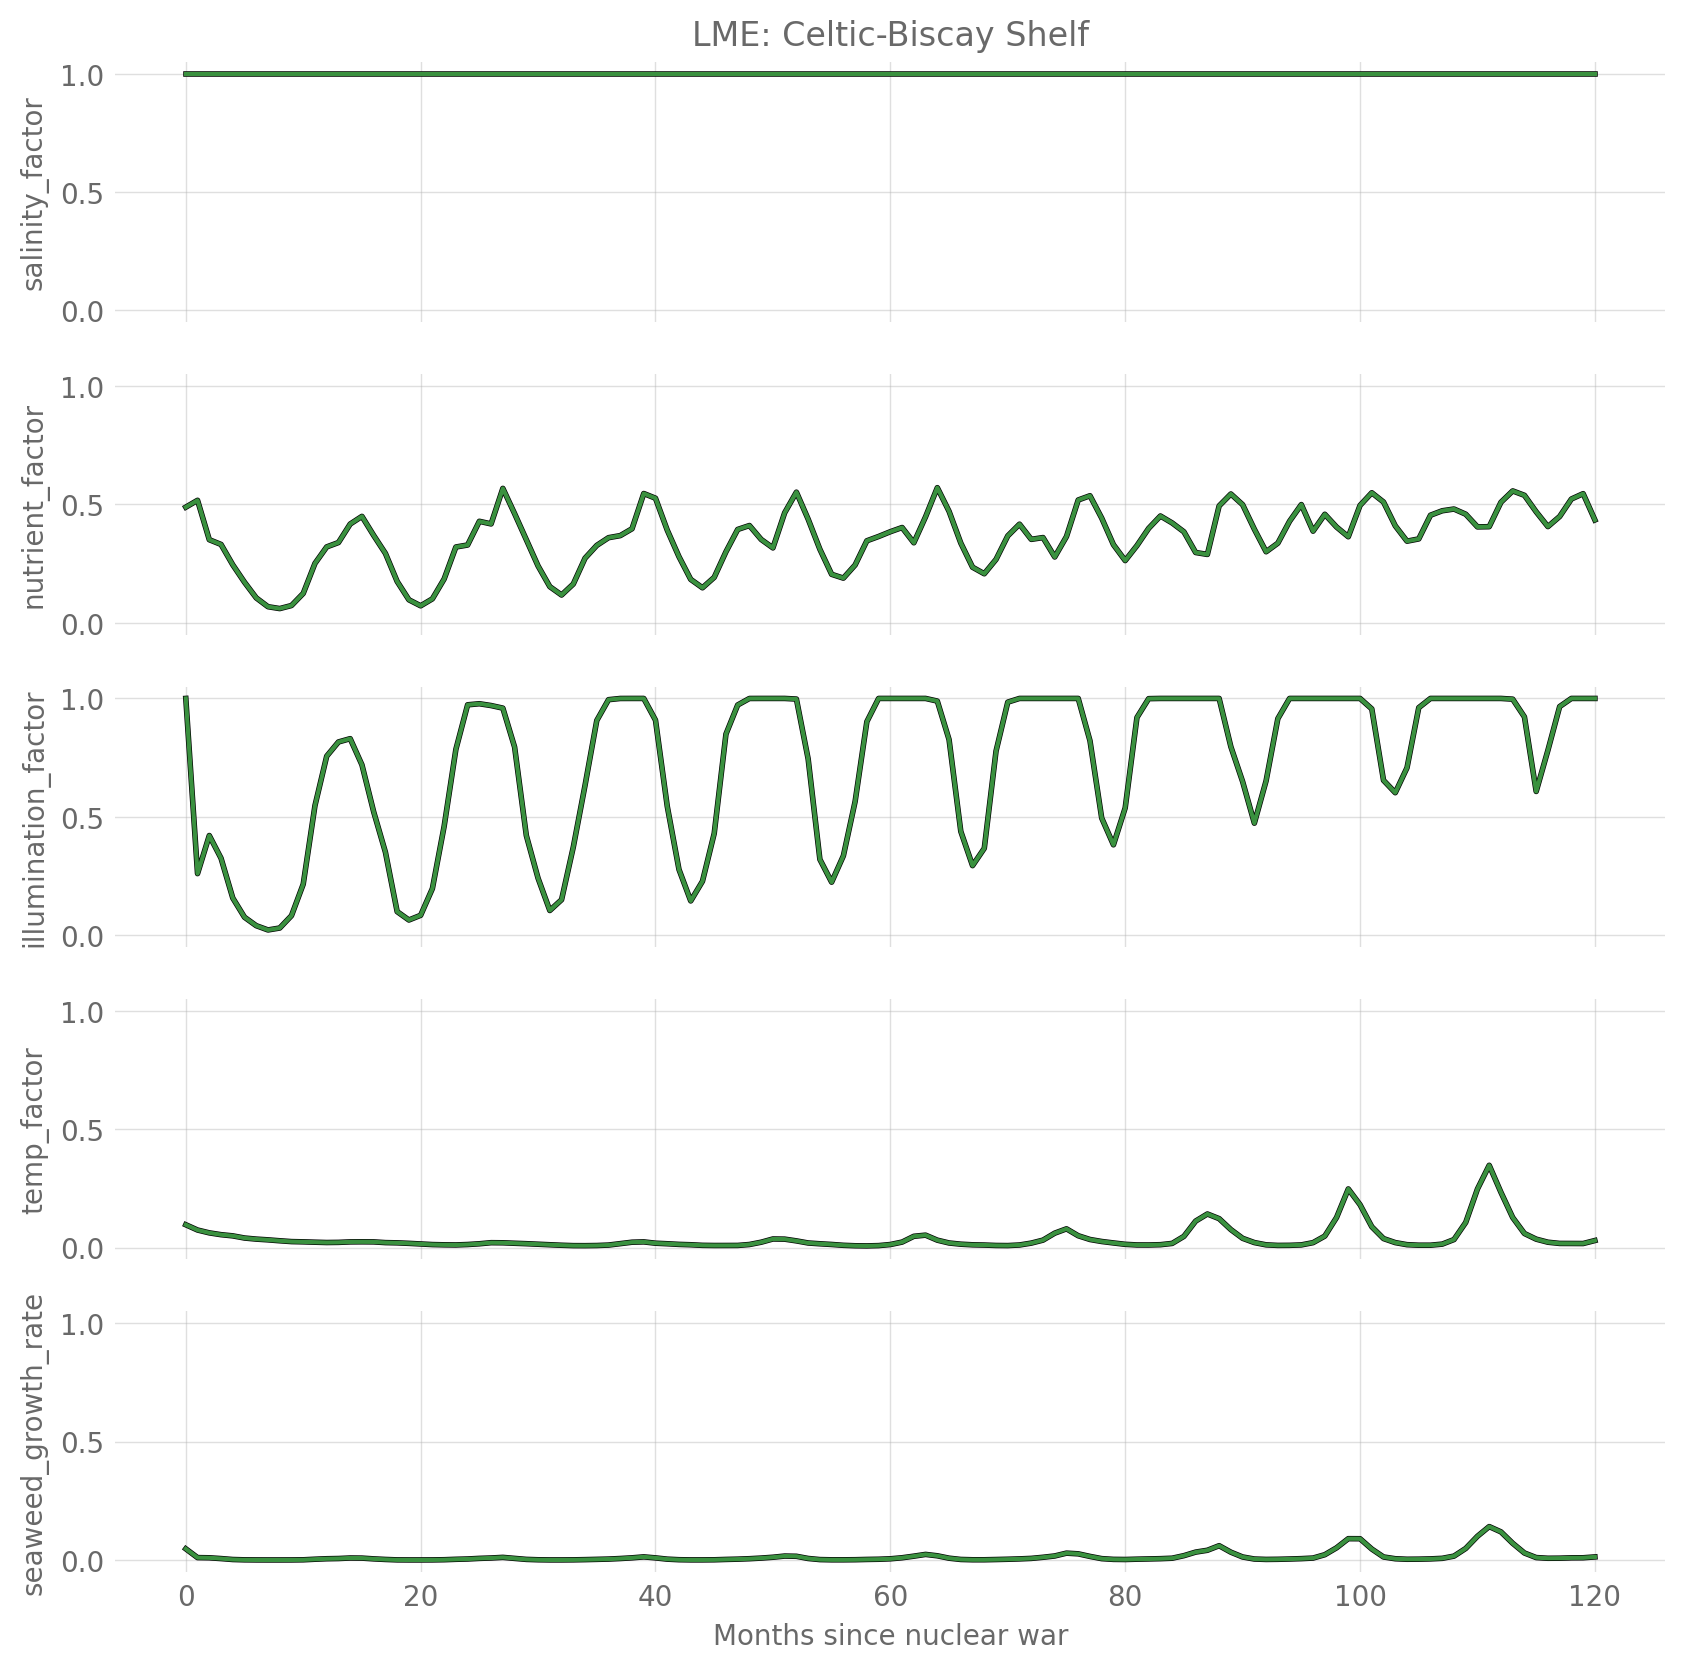 LME: Celtic-Biscay Shelf
1.0
0.5
0.0
salinity_factor
1.0
0.5
0.0
nutrient_factor
1.0
0.5
0.0
illumination_factor
1.0
0.5
0.0
temp_factor
1.0
0.5
0.0
seaweed_growth_rate
0 20 40 60 80 100 120
Months since nuclear war